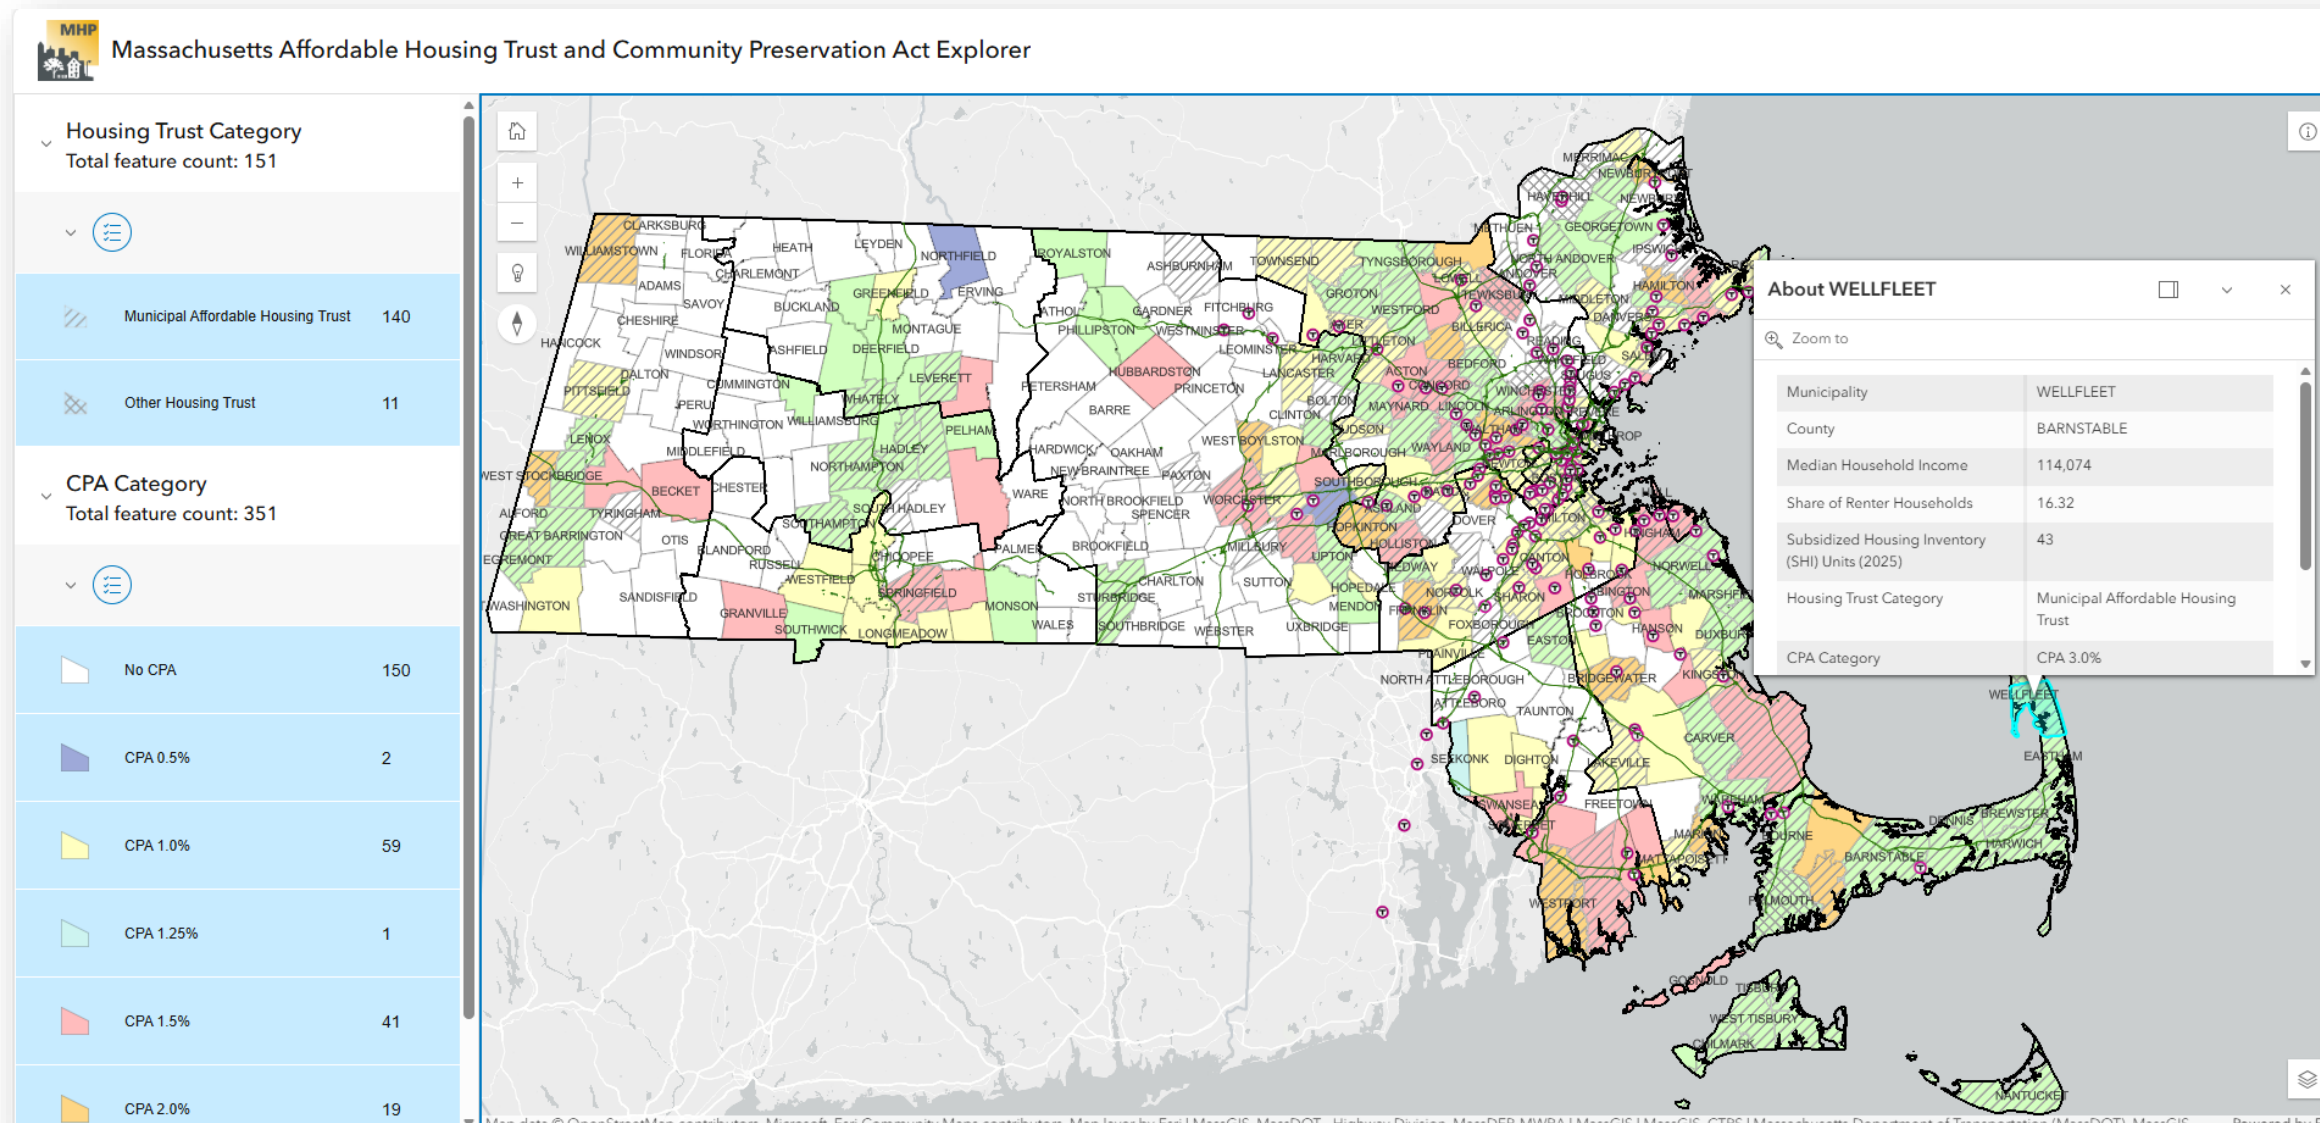 MHP
Massachusetts Affordable Housing Trust and Community Preservation Act Explorer
Housing Trust Category
Total feature count: 151
Municipal Affordable Housing Trust 140
Other Housing Trust 11
CPA Category
Total feature count: 351
No CPA 150
CPA 0.5% 2
CPA 1.0% 59
CPA 1.25% 1
CPA 1.5% 41
CPA 2.0% 19
About WELLFLEET
Zoom to
Municipality WELLFLEET
County BARNSTABLE
Median Household Income 114,074
Share of Renter Households 16.32
Subsidized Housing Inventory 43
(SHI) Units (2025)
Housing Trust Category Municipal Affordable Housing
Trust
CPA Category CPA 3.0%
MERRIMAC
HAVERHILL
METHUEN
GEORGETOWN
IPSWICH
NORTH ANDOVER
ANDOVER
HAMILTON
MIDDLETON
DANVERS
CLARKSBURG
WILLIAMSTOWN
FLORIDA
HEATH
LEYDEN
NORTHFIELD
ROYALSTON
ASHBURNHAM
TOWNSEND
TYNGSBOROUGH
LOWELL
TEWKSBURY
CHARLEMONT
ADAMS
SAVOY
BUCKLAND
GREENFIELD
ERVING
GROTON
WESTFORD
CHESHIRE
MONTAGUE
ATHOL
GARDNER
FITCHBURG
PHILLIPSTON
WESTMINSTER
AYER
BILLERICA
HANCOCK
WINDSOR
ASHFIELD
DEERFIELD
LEOMINSTER
HARVARD
LITTLETON
READING
DALTON
CUMMINGTON
LEVERETT
PETERSHAM
HUBBARDSTON
PRINCETON
LANCASTER
ACTON
BEDFORD
CONCORD
PITTSFIELD
PERU
WHATELY
BARRE
BOLTON
CLINTON
MAYNARD
LINCOLN
ARLINGTON
WORTHINGTON
WILLIAMSBURG
PELHAM
HUDSON
WALTHAM
LENOX
MIDDLEFIELD
HADLEY
HARDWICK
OAKHAM
WEST BOYLSTON
MARLBOROUGH
WAYLAND
NORTHAMPTON
NEW BRAINTREE
PAXTON
WEST STOCKBRIDGE
BECKET
CHESTER
WARE
NORTH BROOKFIELD
SPENCER
WORCESTER
SOUTHBOROUGH
ALFORD
TYRINGHAM
SOUTHAMPTON
SOUTH HADLEY
ASHLAND
HOPKINTON
DOVER
MILTON
GREAT BARRINGTON
OTIS
BLANDFORD
CHICOPEE
PALMER
BROOKFIELD
MILLBURY
UPTON
HOLLISTON
HINGHAM
EGREMONT
RUSSELL
WESTFIELD
CHARLTON
SUTTON
HOPEDALE
MEDWAY
WALPOLE
CANTON
HOLBROOK
NORWELL
WASHINGTON
SANDISFIELD
GRANVILLE
SPRINGFIELD
MONSON
STURBRIDGE
MENDON
FRANKLIN
NORFOLK
SHARON
ABINGTON
BROCKTON
SOUTHWICK
LONGMEADOW
WALES
SOUTHBRIDGE
WEBSTER
UXBRIDGE
FOXBOROUGH
EASTON
HANSON
PLAINVILLE
NORTH ATTLEBOROUGH
BRIDGEWATER
ATTLEBORO
TAUNTON
WELLFLEET
CARVER
SEEKONK
DIGHTON
LAKEVILLE
EASTHAM
SWANSEA
FREETOWN
WAREHAM
SOMERSET
MARION
BOURNE
DENNIS
BREWSTER
HARWICH
MATTAPOISETT
BARNSTABLE
WESTPORT
FALMOUTH
GOSNOLD
TISBURY
WEST TISBURY
CHILMARK
NANTUCKET